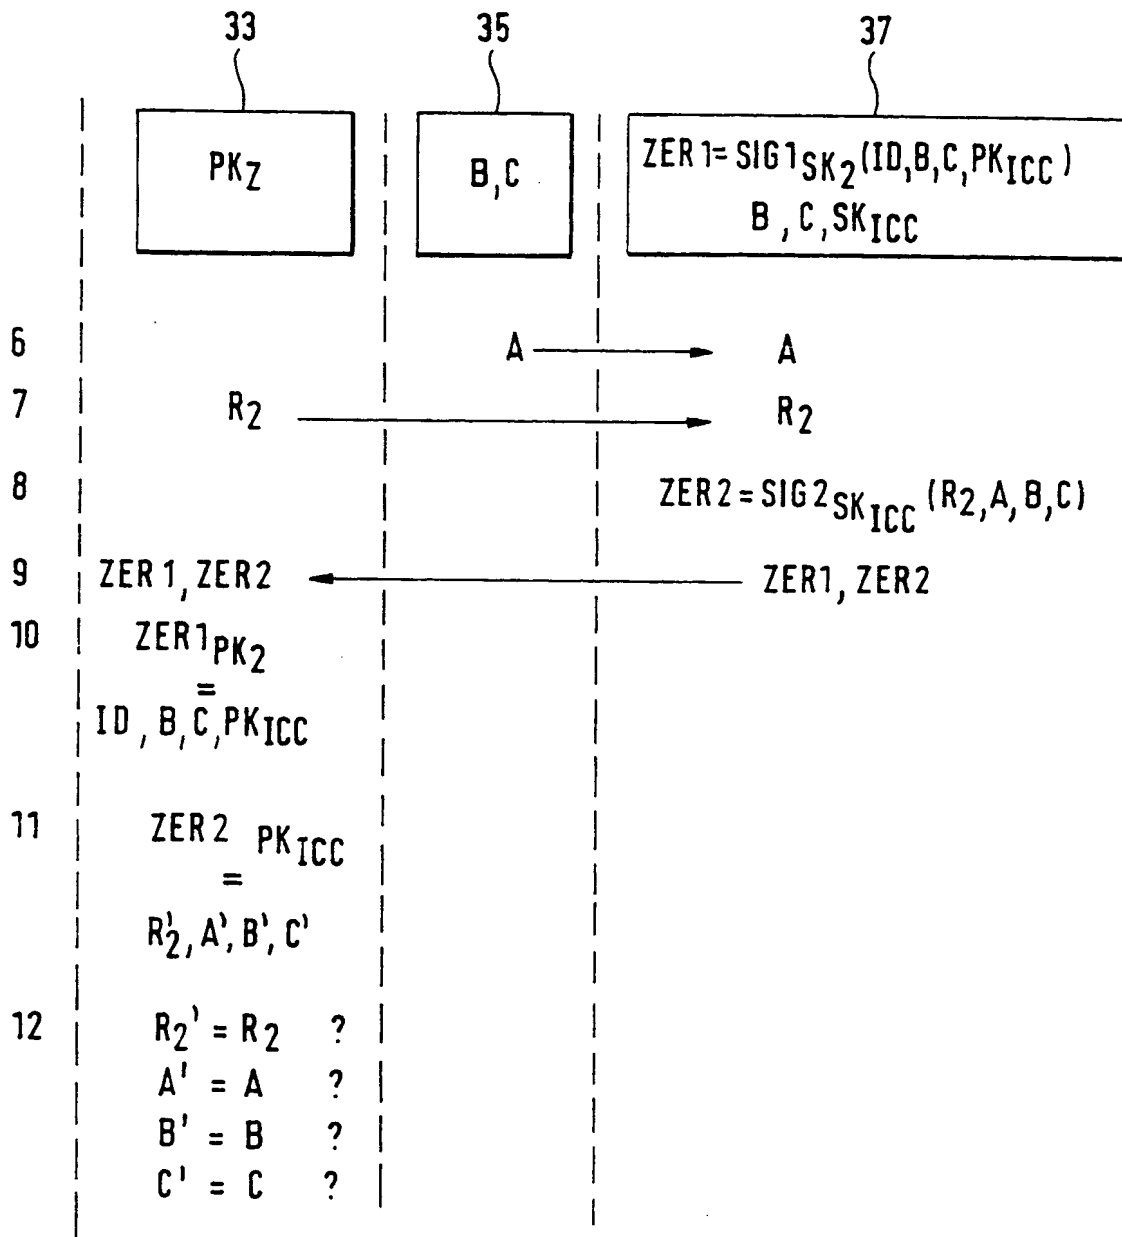 33 35 37
PKZ
B,C
ZER1=SIG1SK2(ID,B,C,PKICC)
B , C,SKICC
6 A A
7 R2 R2
8 ZER2=SIG2SKICC (R2,A,B,C)
9 ZER1,ZER2 ZER1, ZER2
10 ZER1PK2
=
ID , B,C,PKICC
11 ZER2 PKICC
=
R'2, A', B', C'
12 R2' = R2 ?
A' = A ?
B' = B ?
C' = C ?